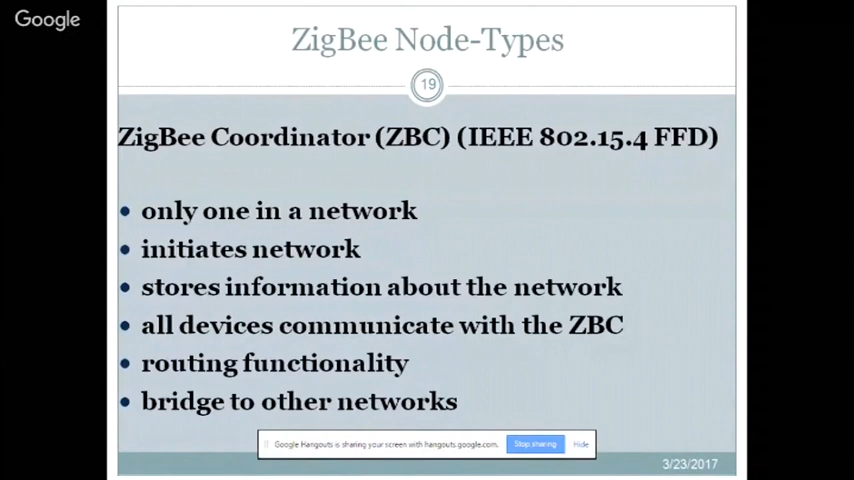 Google
ZigBee Node-Types
19
ZigBee Coordinator (ZBC) (IEEE 802.15.4 FFD)
• only one in a network
• initiates network
• stores information about the network
• all devices communicate with the ZBC
• routing functionality
• bridge to other networks
Google Hangouts is sharing your screen with hangouts.google.com. Stop sharing Hide
3/23/2017